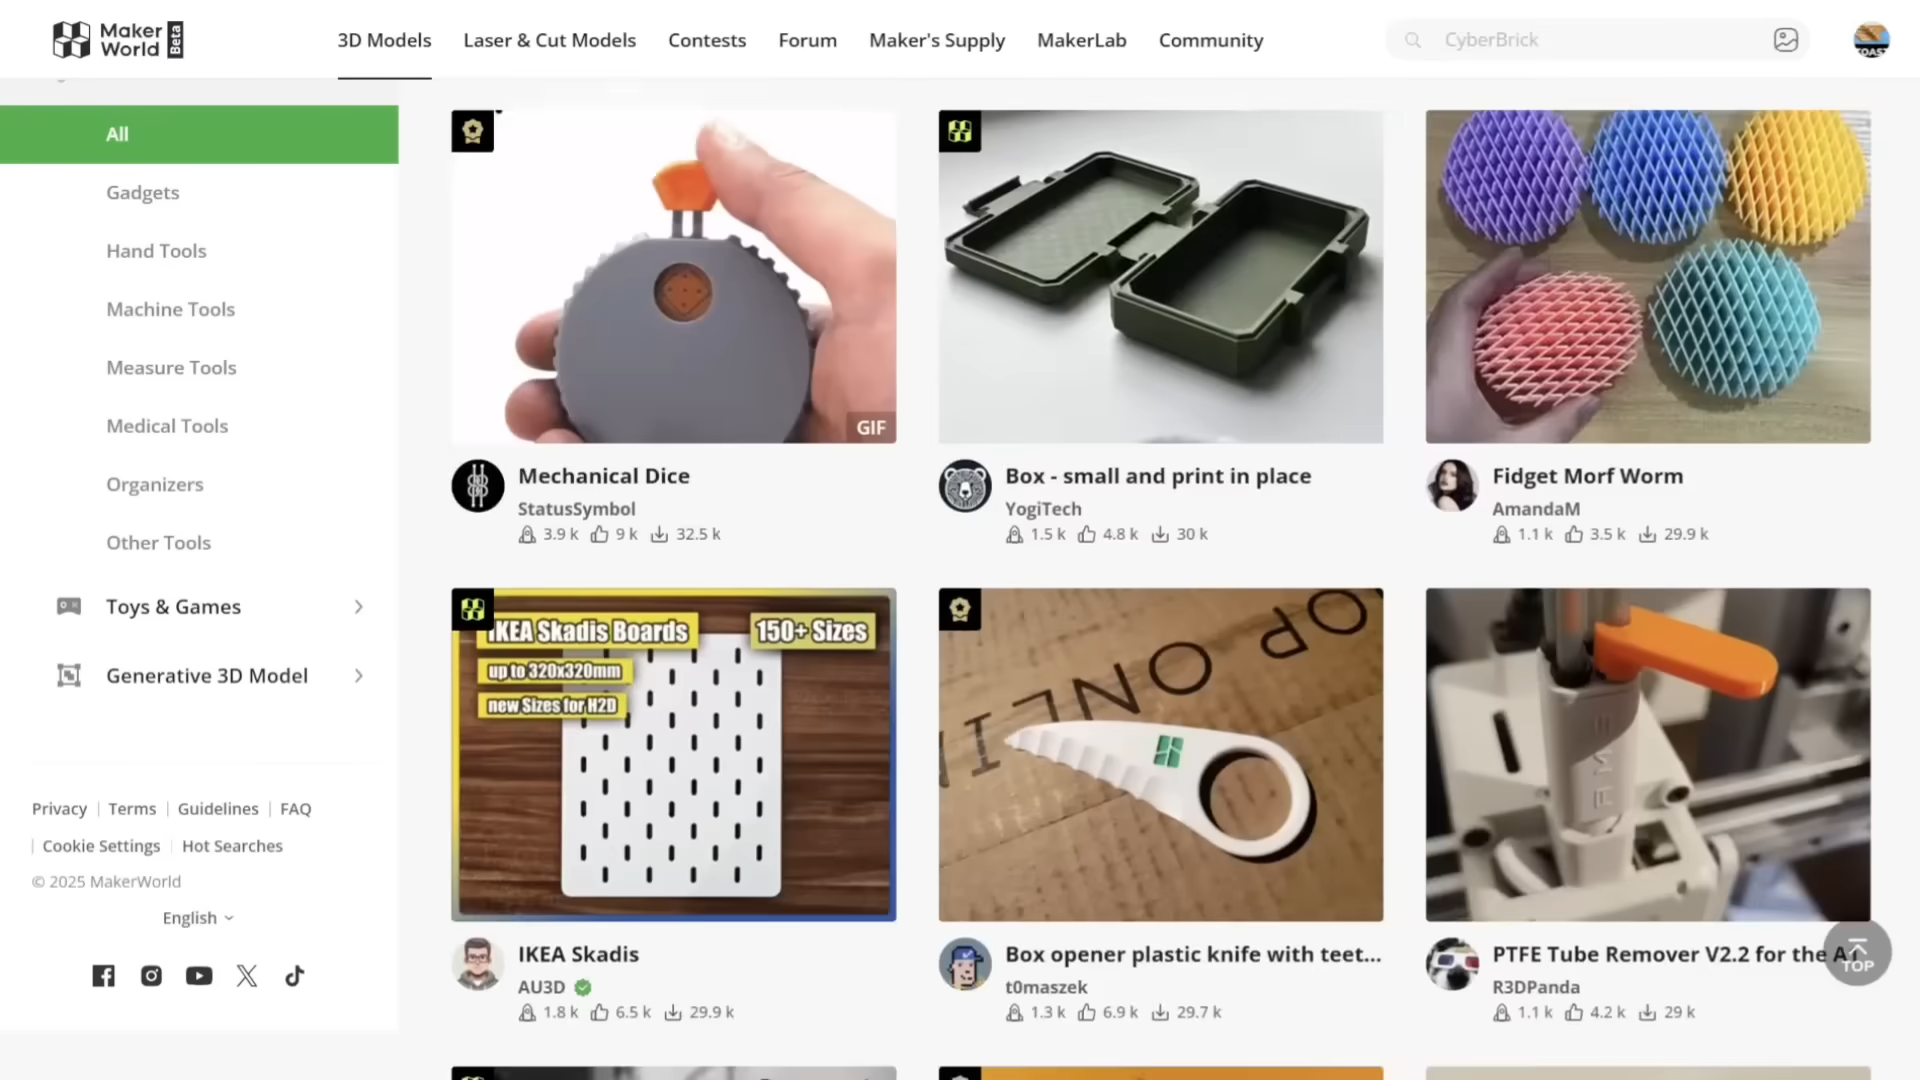 Maker World Beta
3D Models
Laser & Cut Models
Contests
Forum
Maker's Supply
MakerLab
Community
CyberBrick
All
Gadgets
Hand Tools
Machine Tools
Measure Tools
Medical Tools
Organizers
Other Tools
Toys & Games
Generative 3D Model
Privacy | Terms | Guidelines | FAQ
| Cookie Settings | Hot Searches
© 2025 MakerWorld
English
GIF
Mechanical Dice
StatusSymbol
3.9 k 9 k 32.5 k
Box - small and print in place
YogiTech
1.5 k 4.8 k 30 k
Fidget Morf Worm
AmandaM
1.1 k 3.5 k 29.9 k
IKEA Skadis Boards
150+ Sizes
up to 320x320mm
new Sizes for H2D
IKEA Skadis
AU3D
1.8 k 6.5 k 29.9 k
Box opener plastic knife with teet...
t0maszek
1.3 k 6.9 k 29.7 k
PTFE Tube Remover V2.2 for the A1
R3DPanda
1.1 k 4.2 k 29 k
TOP